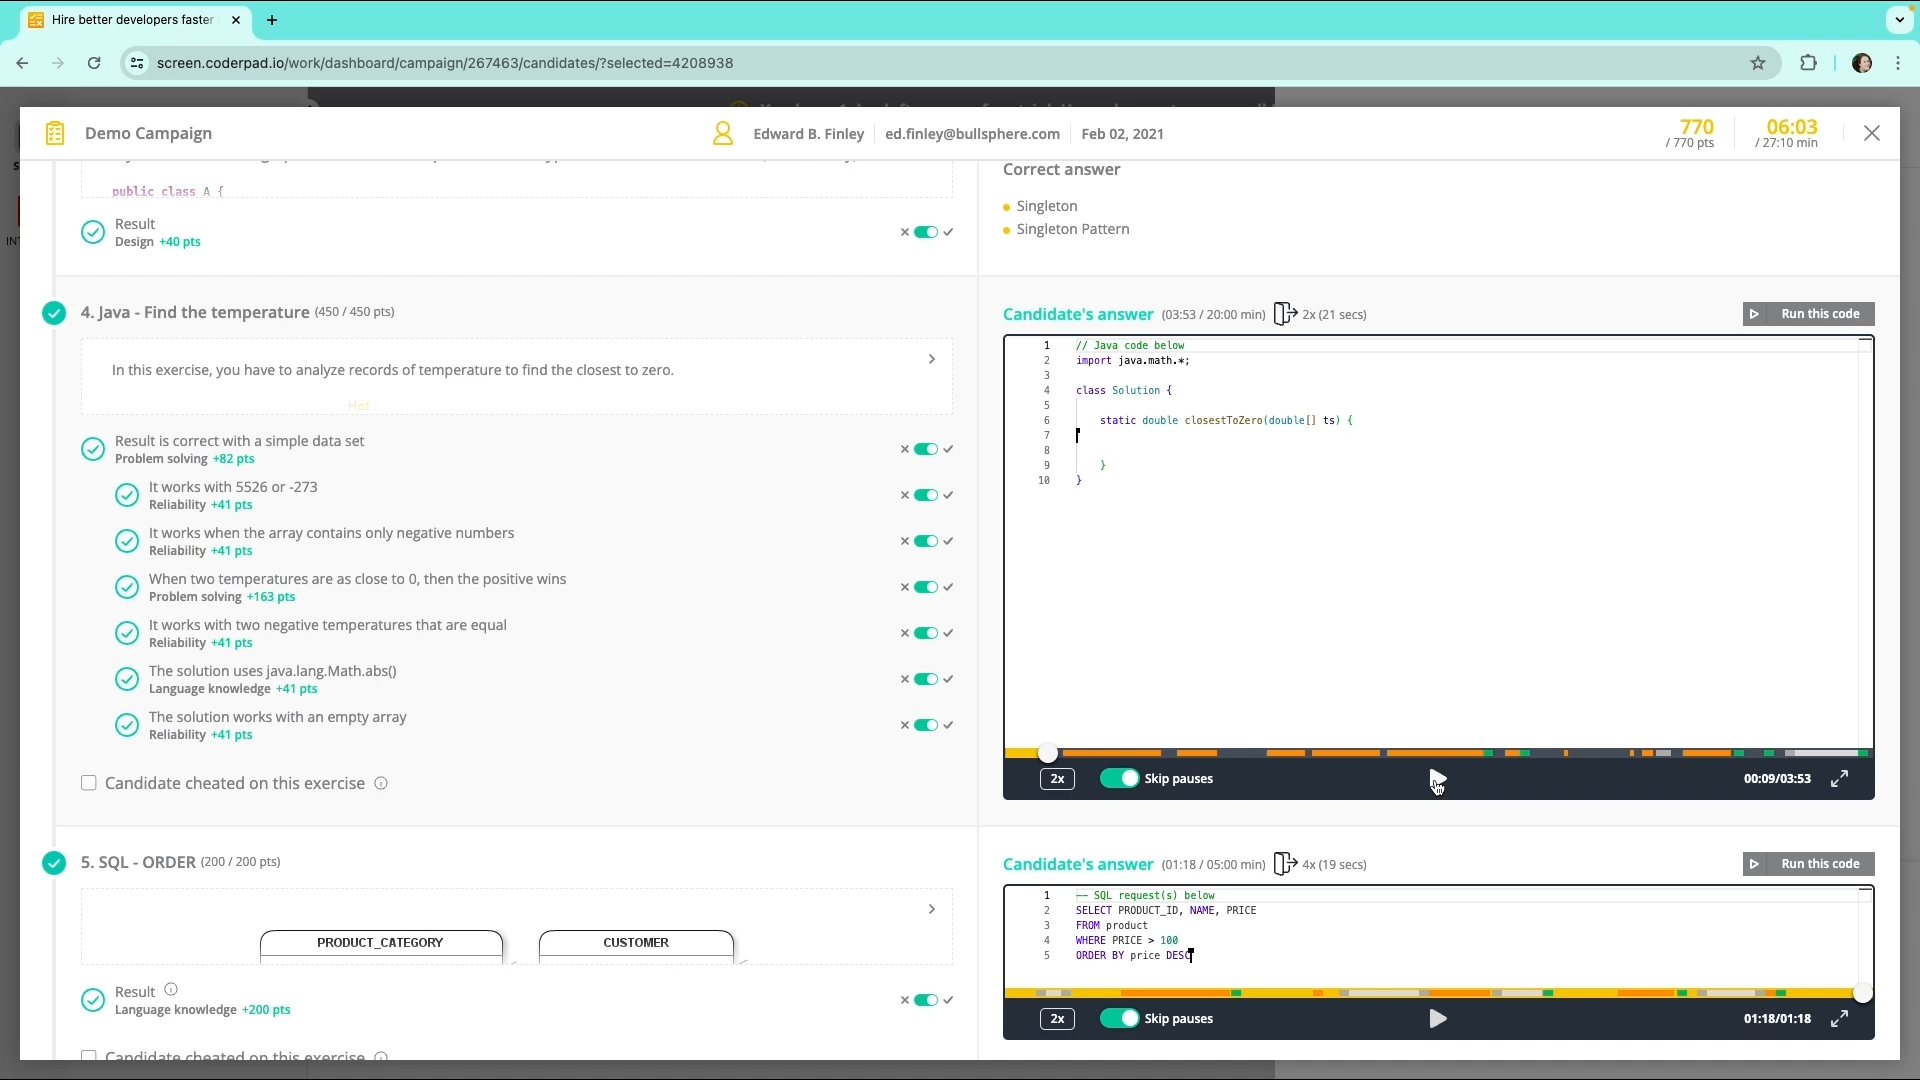 Hire better developers faster
screen.coderpad.io/work/dashboard/campaign/267463/candidates/?selected=4208938
Demo Campaign
Edward B. Finley
ed.finley@bullsphere.com
Feb 02, 2021
770
/ 770 pts
06:03
/ 27:10 min
public class A {
Result
Design +40 pts
Correct answer
Singleton
Singleton Pattern
4. Java - Find the temperature (450 / 450 pts)
In this exercise, you have to analyze records of temperature to find the closest to zero.
Hot
Result is correct with a simple data set
Problem solving +82 pts
It works with 5526 or -273
Reliability +41 pts
It works when the array contains only negative numbers
Reliability +41 pts
When two temperatures are as close to 0, then the positive wins
Problem solving +163 pts
It works with two negative temperatures that are equal
Reliability +41 pts
The solution uses java.lang.Math.abs()
Language knowledge +41 pts
The solution works with an empty array
Reliability +41 pts
Candidate cheated on this exercise
Candidate's answer (03:53 / 20:00 min) 2x (21 secs)
Run this code
1 // Java code below
2 import java.math.*;
3
4 class Solution {
5
6 static double closestToZero(double[] ts) {
7
8
9 }
10 }
2x
Skip pauses
00:09/03:53
5. SQL - ORDER (200 / 200 pts)
PRODUCT_CATEGORY
CUSTOMER
Result
Language knowledge +200 pts
Candidate cheated on this exercise
Candidate's answer (01:18 / 05:00 min) 4x (19 secs)
Run this code
1 -- SQL request(s) below
2 SELECT PRODUCT_ID, NAME, PRICE
3 FROM product
4 WHERE PRICE > 100
5 ORDER BY price DESC
2x
Skip pauses
01:18/01:18